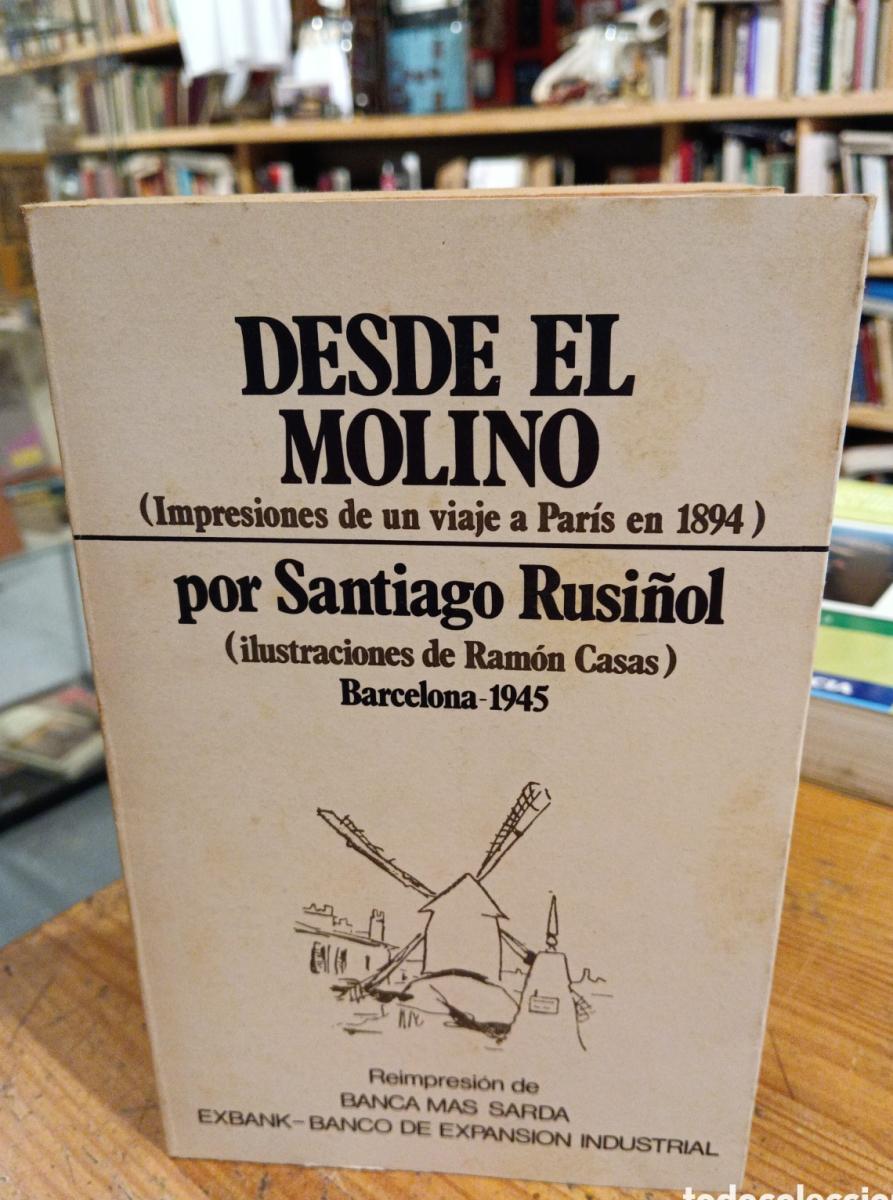 DESDE EL
MOLINO
(Impresiones de un viaje a París en 1894)
por Santiago Rusiñol
(ilustraciones de Ramón Casas)
Barcelona-1945
Reimpresión de
BANCA MAS SARDA
EXBANK-BANCO DE EXPANSION INDUSTRIAL